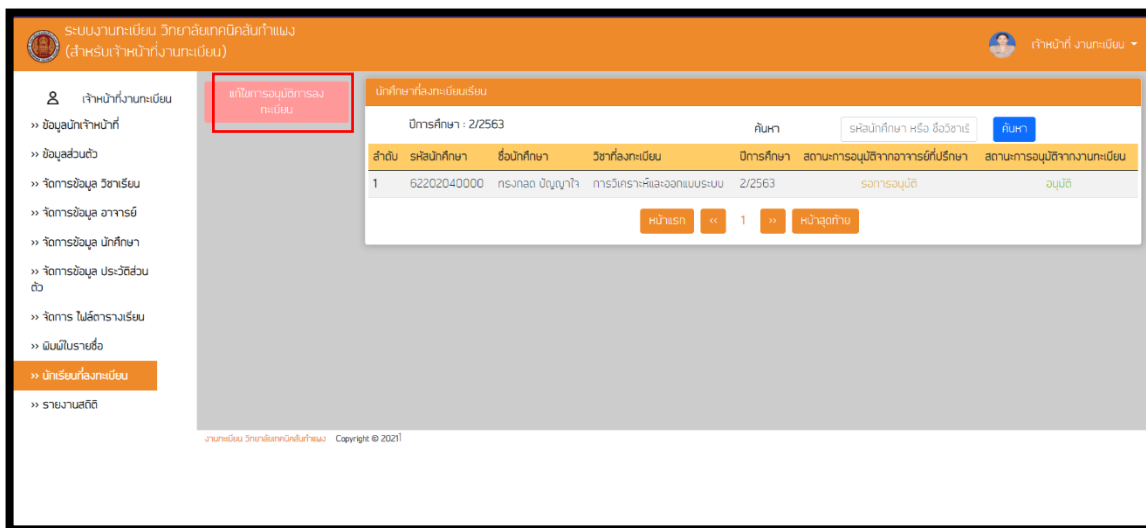 ระบบงานทะเบียน วิทยาลัยเทคนิคสันกำแพง
(สำหรับเจ้าหน้าที่งานทะเบียน)
เจ้าหน้าที่ งานทะเบียน
เจ้าหน้าที่งานทะเบียน
>> ข้อมูลนักเจ้าหน้าที่
>> ข้อมูลส่วนตัว
>> จัดการข้อมูล วิชาเรียน
>> จัดการข้อมูล อาจารย์
>> จัดการข้อมูล นักศึกษา
>> จัดการข้อมูล ประวัติส่วน
ตัว
>> จัดการ ไฟล์ตารางเรียน
>> พิมพ์ใบรายชื่อ
>> นักเรียนที่ลงทะเบียน
>> รายงานสถิติ
แก้ไขการอนุมัติการลง
ทะเบียน
นักศึกษาที่ลงทะเบียนเรียน
ปีการศึกษา : 2/2563 ค้นหา รหัสนักศึกษา หรือ ชื่อวิชาเรี ค้นหา
ลำดับ รหัสนักศึกษา ชื่อนักศึกษา วิชาที่ลงทะเบียน ปีการศึกษา สถานะการอนุมัติจากอาจารย์ที่ปรึกษา สถานะการอนุมัติจากงานทะเบียน
1 62202040000 ทรงกลด ปัญญาใจ การวิเคราะห์และออกแบบระบบ 2/2563 รอการอนุมัติ อนุมัติ
หน้าแรก << 1 >> หน้าสุดท้าย
งานทะเบียน วิทยาลัยเทคนิคสันกำแพง Copyright © 2021